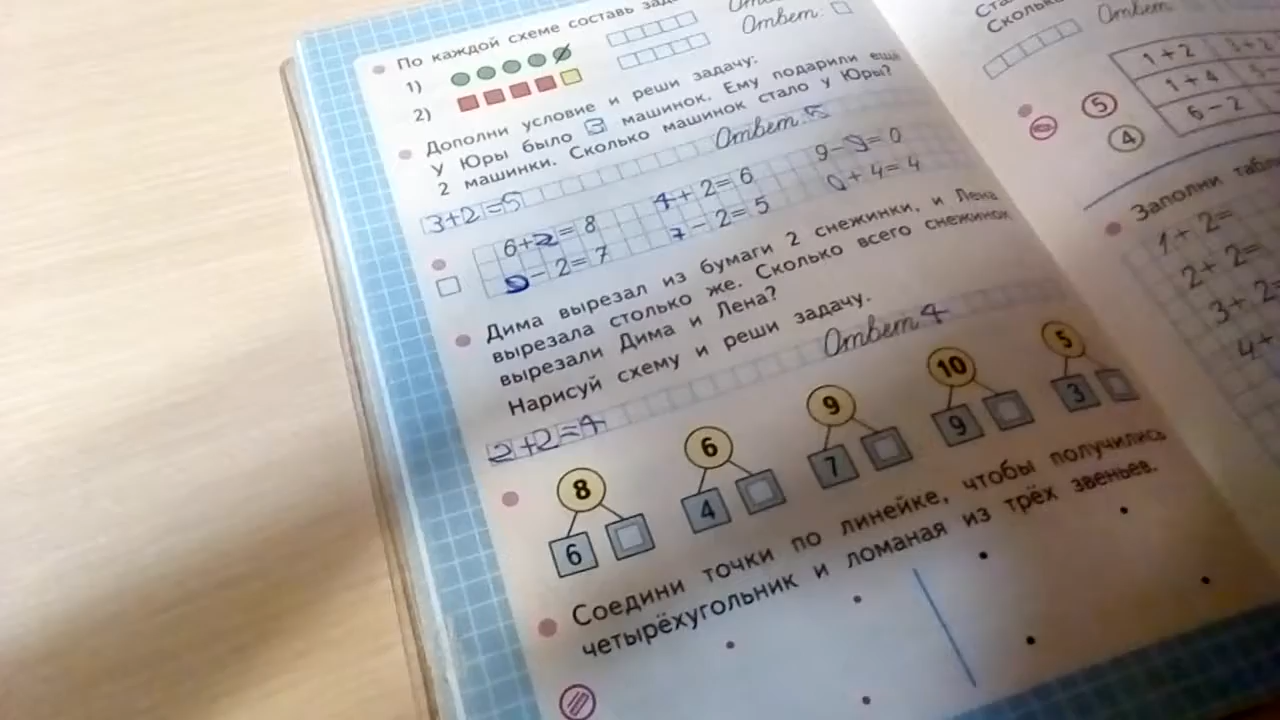 По каждой схеме составь
1)
2)
Ответ.
Дополни условие и реши задачу.
У Юры было 3 машинок. Ему подарили ещё
2 машинки. Сколько машинок стало у Юры?
3+2=5
Ответ. 5
6+2=8 4+2=6 9-9=0
9-2=7 7-2=5 0+4=4
Дима вырезал из бумаги 2 снежинки, и Лена
вырезала столько же. Сколько всего снежинок
вырезали Дима и Лена?
Нарисуй схему и реши задачу.
2+2=4
Ответ 4
8 6 9 10 5
6 4 7 9 3
Соедини точки по линейке, чтобы получились
четырёхугольник и ломаная из трёх звеньев.
Ответ
1+2
1+4
6-2
5
4
Заполни
1+2=
2+2=
3+2=
4+